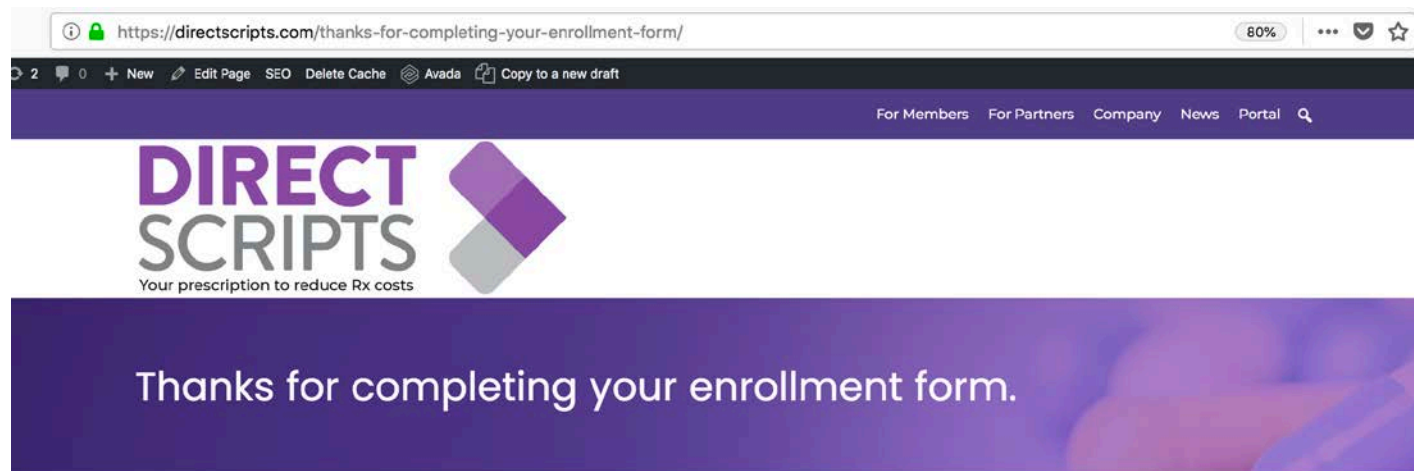 https://directscripts.com/thanks-for-completing-your-enrollment-form/ 80%
2 0 + New Edit Page SEO Delete Cache Avada Copy to a new draft
For Members For Partners Company News Portal
DIRECT
SCRIPTS
Your prescription to reduce Rx costs
Thanks for completing your enrollment form.